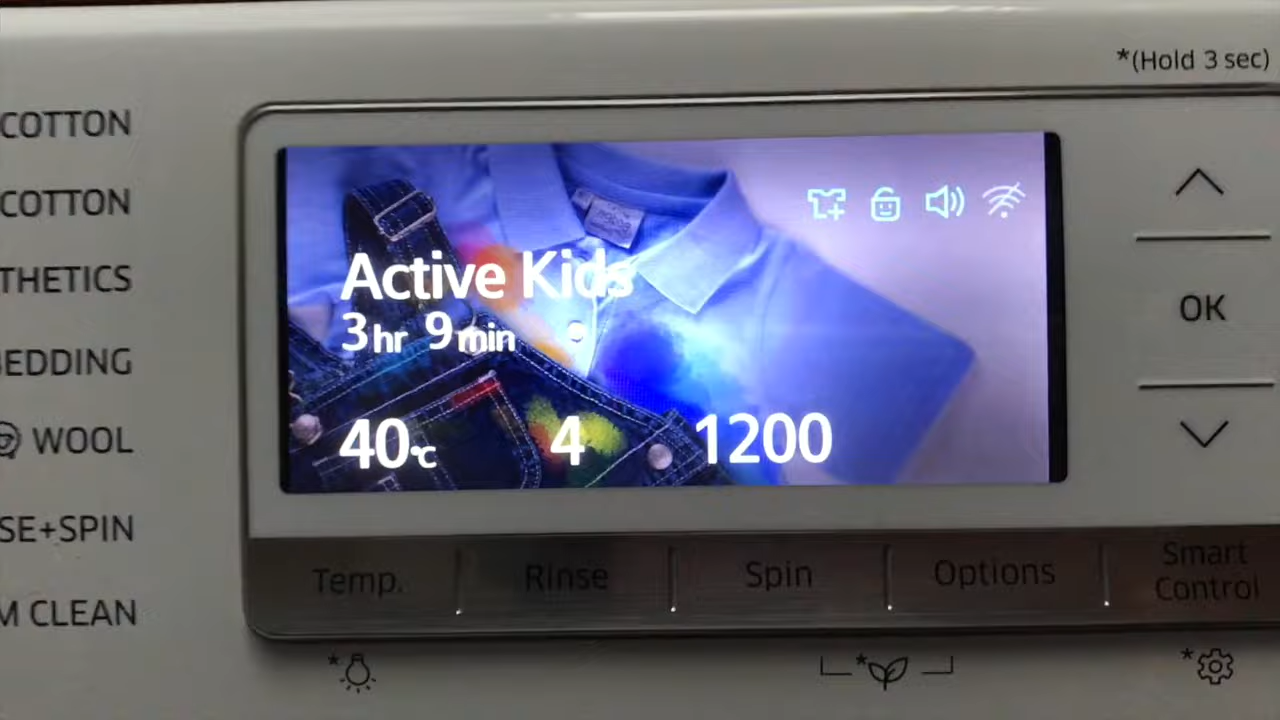 *(Hold 3 sec)
COTTON
COTTON
THETICS
EDDING
WOOL
SE+SPIN
M CLEAN
Active Kids
3hr 9min
40°C 4 1200
OK
Temp. Rinse Spin Options Smart Control